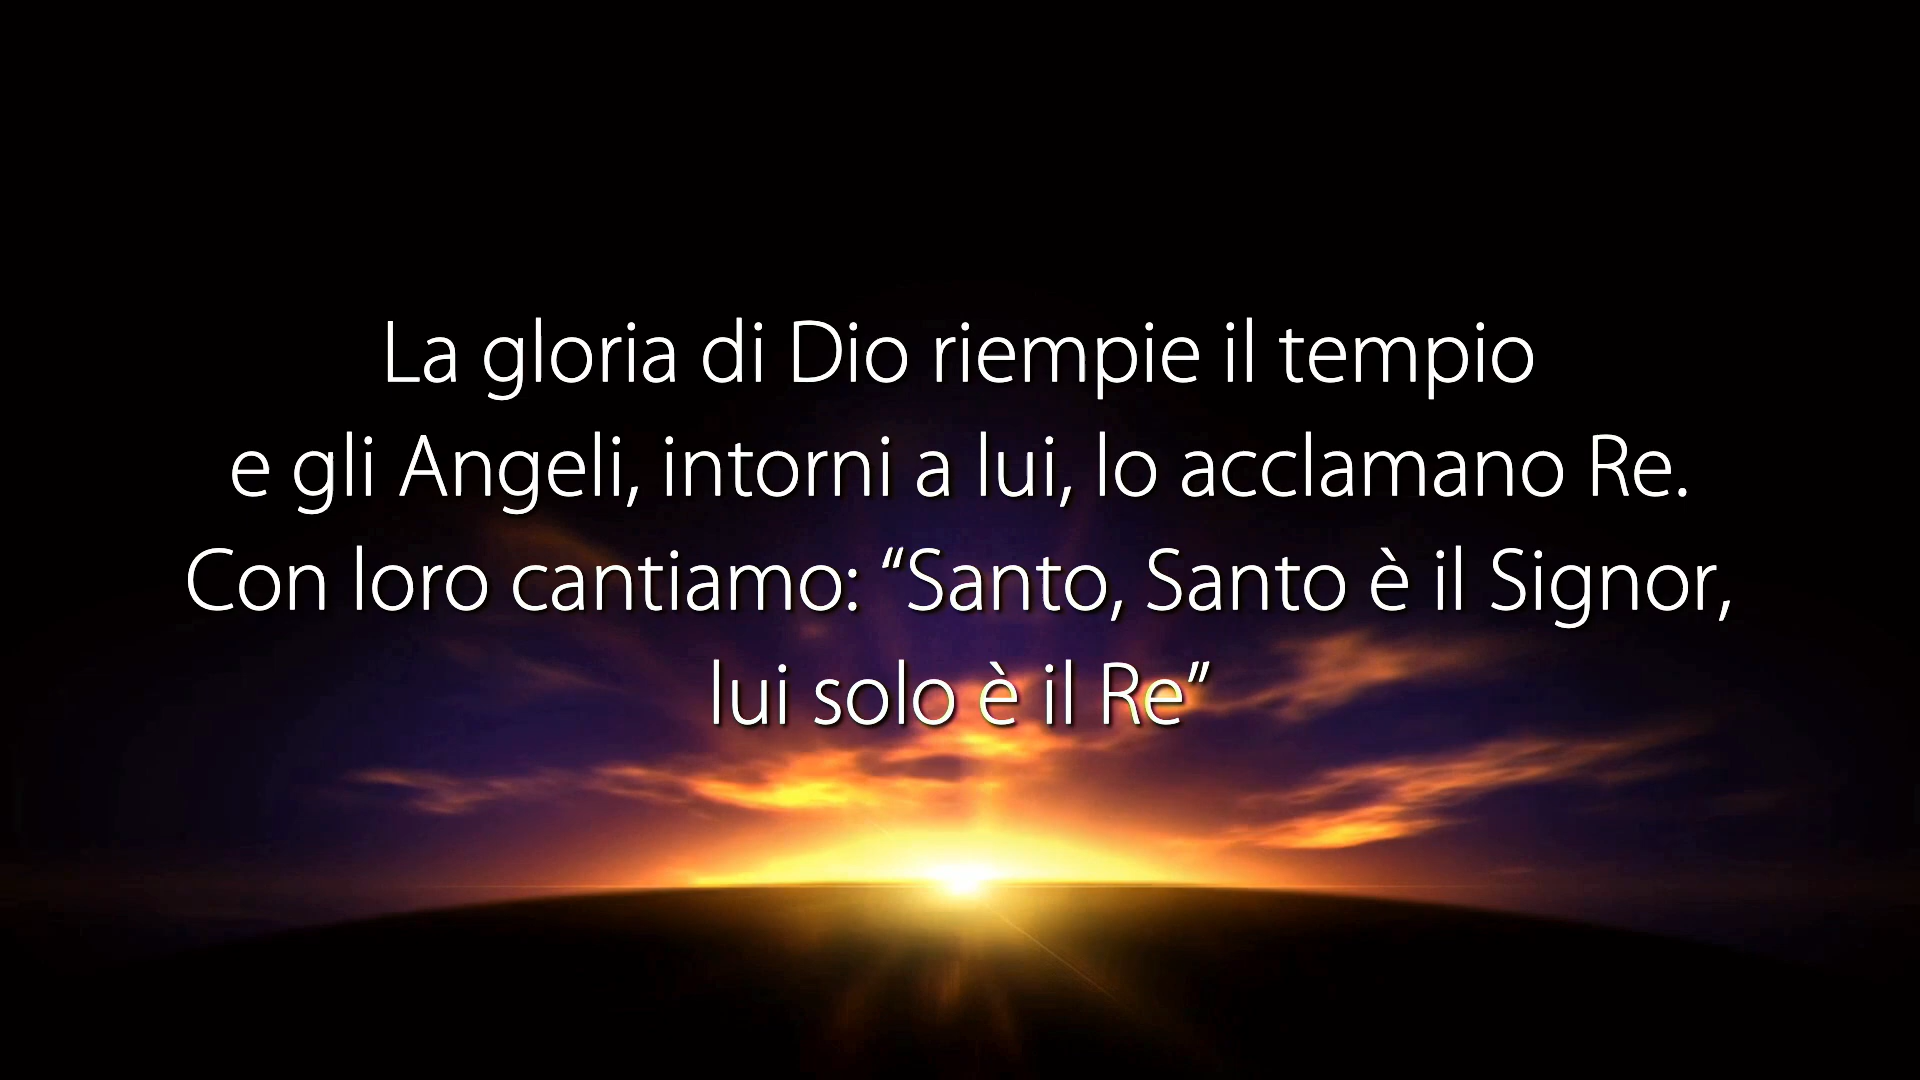 La gloria di Dio riempie il tempio
e gli Angeli, intorni a lui, lo acclamano Re.
Con loro cantiamo: “Santo, Santo è il Signor,
lui solo è il Re”